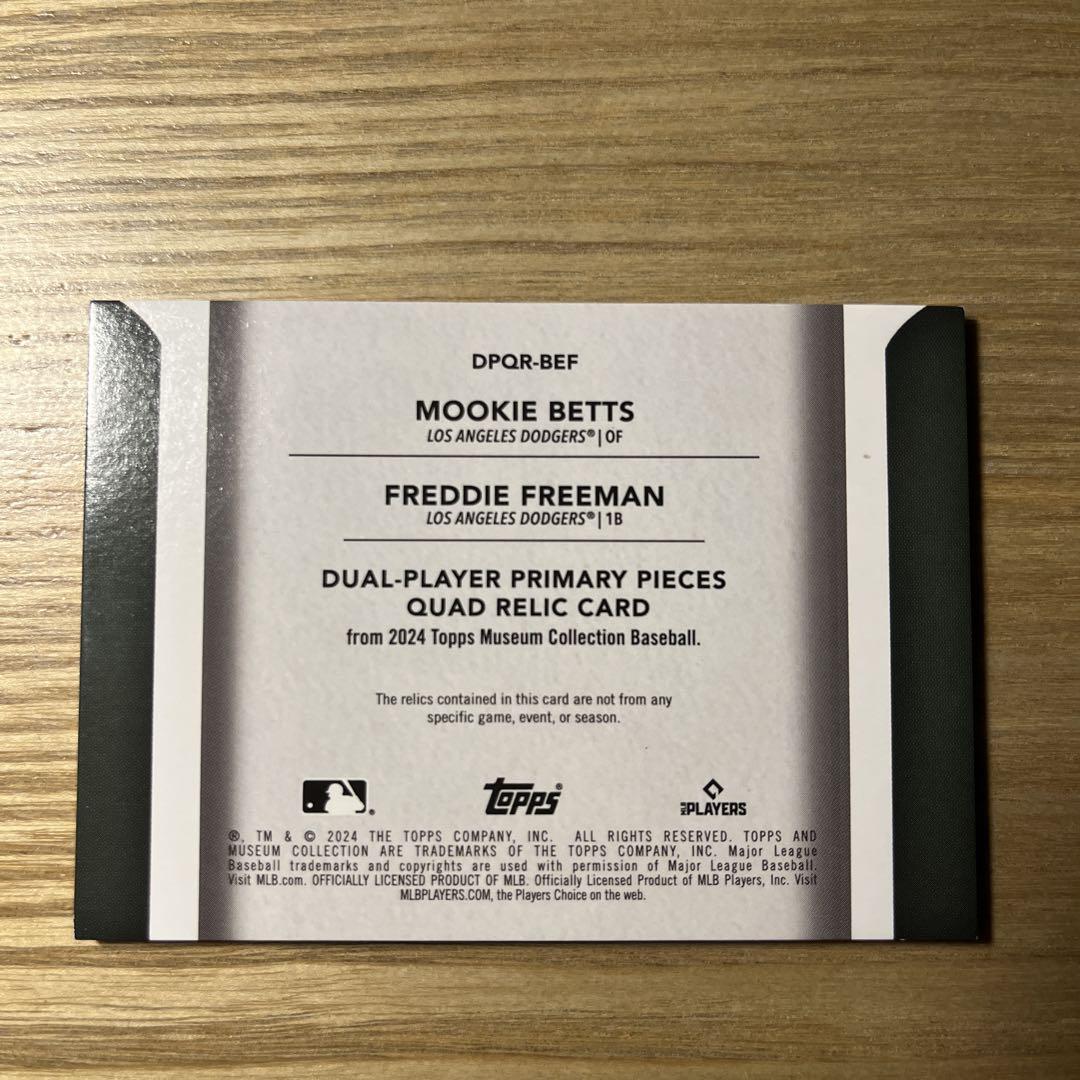 DPQR-BEF
MOOKIE BETTS
LOS ANGELES DODGERS® | OF
FREDDIE FREEMAN
LOS ANGELES DODGERS® | 1B
DUAL-PLAYER PRIMARY PIECES
QUAD RELIC CARD
from 2024 Topps Museum Collection Baseball.
The relics contained in this card are not from any
specific game, event, or season.
®
topps®
MLB PLAYERS
®, TM & © 2024 THE TOPPS COMPANY, INC. ALL RIGHTS RESERVED. TOPPS AND
MUSEUM COLLECTION ARE TRADEMARKS OF THE TOPPS COMPANY, INC. Major League
Baseball trademarks and copyrights are used with permission of Major League Baseball.
Visit MLB.com. OFFICIALLY LICENSED PRODUCT OF MLB. Officially Licensed Product of MLB Players, Inc. Visit
MLBPLAYERS.COM, the Players Choice on the web.